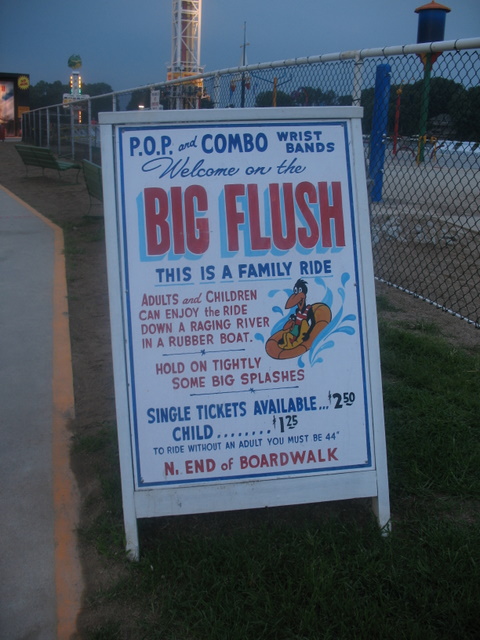 P.O.P. and COMBO WRIST BANDS
Welcome on the
BIG FLUSH
THIS IS A FAMILY RIDE
ADULTS and CHILDREN
CAN ENJOY the RIDE
DOWN A RAGING RIVER
IN A RUBBER BOAT.
HOLD ON TIGHTLY
SOME BIG SPLASHES
SINGLE TICKETS AVAILABLE...$2.50
CHILD........$1.25
TO RIDE WITHOUT AN ADULT YOU MUST BE 44"
N. END of BOARDWALK